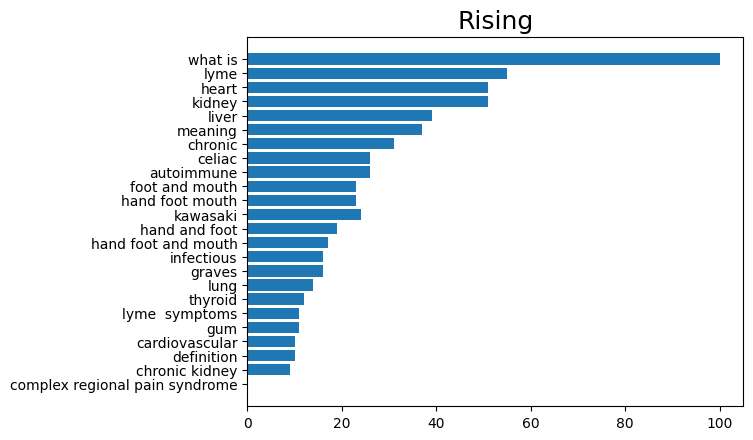 Rising
what is
lyme
heart
kidney
liver
meaning
chronic
celiac
autoimmune
foot and mouth
hand foot mouth
kawasaki
hand and foot
hand foot and mouth
infectious
graves
lung
thyroid
lyme  symptoms
gum
cardiovascular
definition
chronic kidney
complex regional pain syndrome
0 20 40 60 80 100